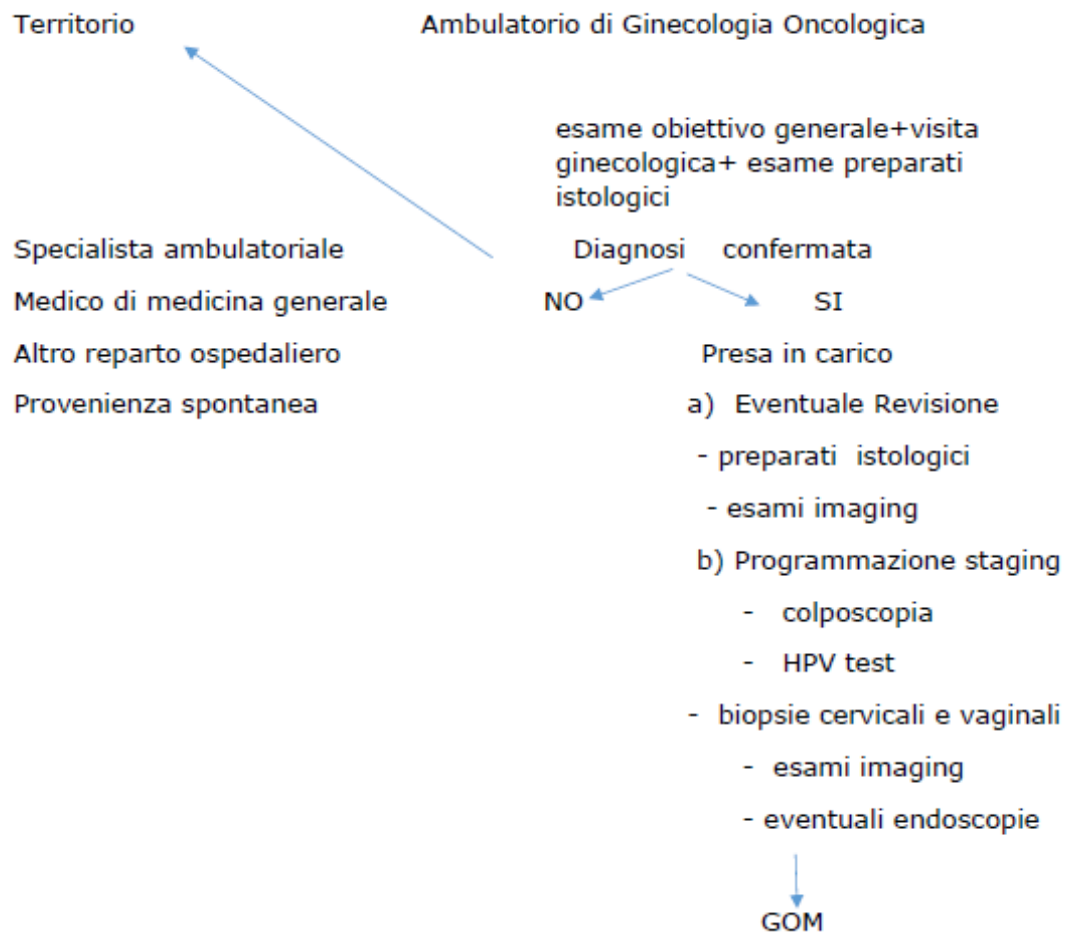 Territorio
Ambulatorio di Ginecologia Oncologica
esame obiettivo generale+visita
ginecologica+ esame preparati
istologici
Specialista ambulatoriale
Diagnosi confermata
Medico di medicina generale
NO
SI
Altro reparto ospedaliero
Presa in carico
Provenienza spontanea
a) Eventuale Revisione
- preparati istologici
- esami imaging
b) Programmazione staging
- colposcopia
- HPV test
- biopsie cervicali e vaginali
- esami imaging
- eventuali endoscopie
GOM